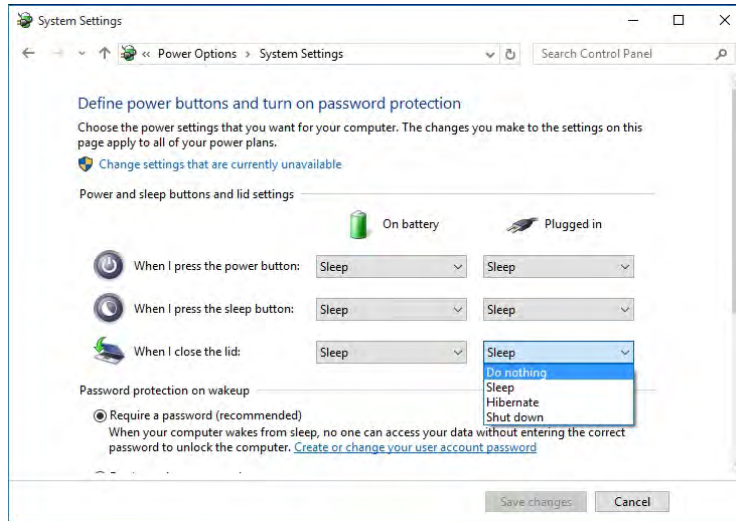 System Settings
« Power Options > System Settings
Search Control Panel
Define power buttons and turn on password protection
Choose the power settings that you want for your computer. The changes you make to the settings on this
page apply to all of your power plans.
Change settings that are currently unavailable
Power and sleep buttons and lid settings
On battery Plugged in
When I press the power button: Sleep Sleep
When I press the sleep button: Sleep Sleep
When I close the lid: Sleep Sleep
Do nothing
Sleep
Hibernate
Shut down
Password protection on wakeup
Require a password (recommended)
When your computer wakes from sleep, no one can access your data without entering the correct
password to unlock the computer. Create or change your user account password
Save changes Cancel